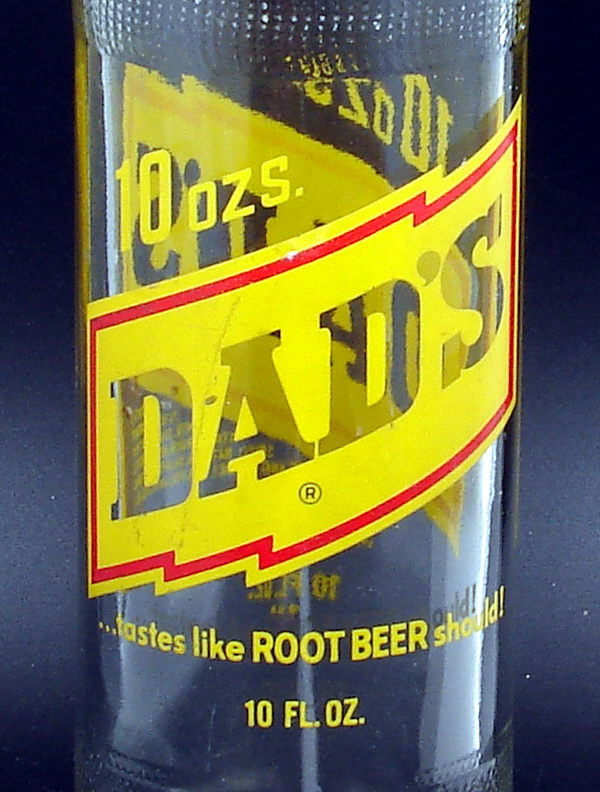 10 OZS.
DAD'S
®
...tastes like ROOT BEER should!
10 FL. OZ.